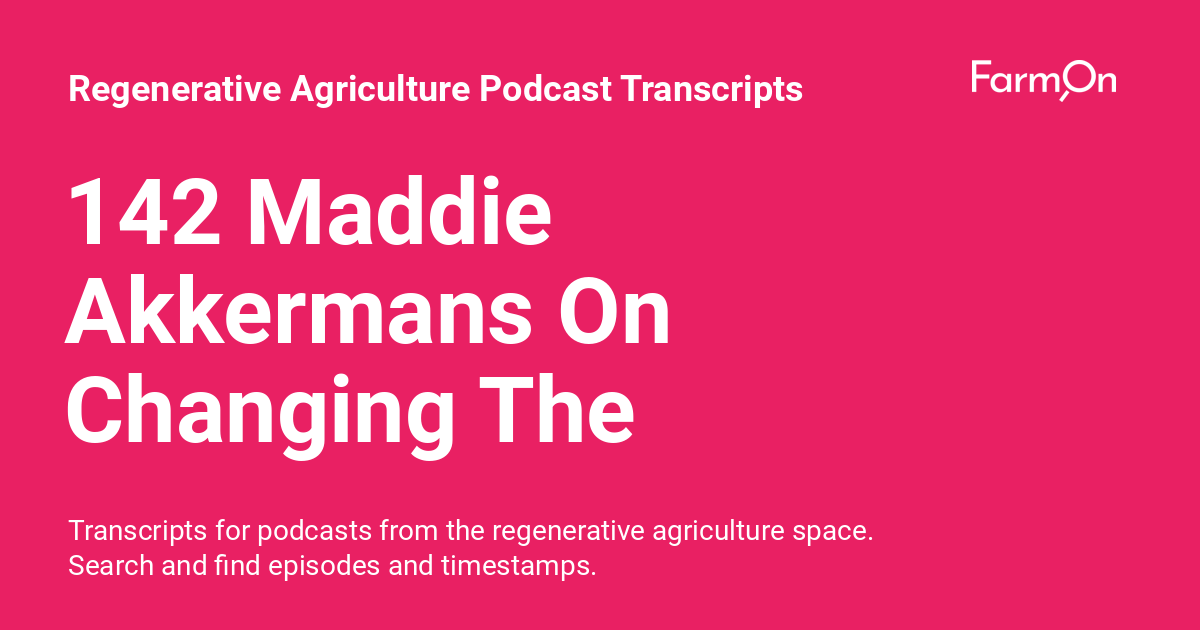 Regenerative Agriculture Podcast Transcripts
FarmOn
142 Maddie
Akkermans On
Changing The
Transcripts for podcasts from the regenerative agriculture space.
Search and find episodes and timestamps.